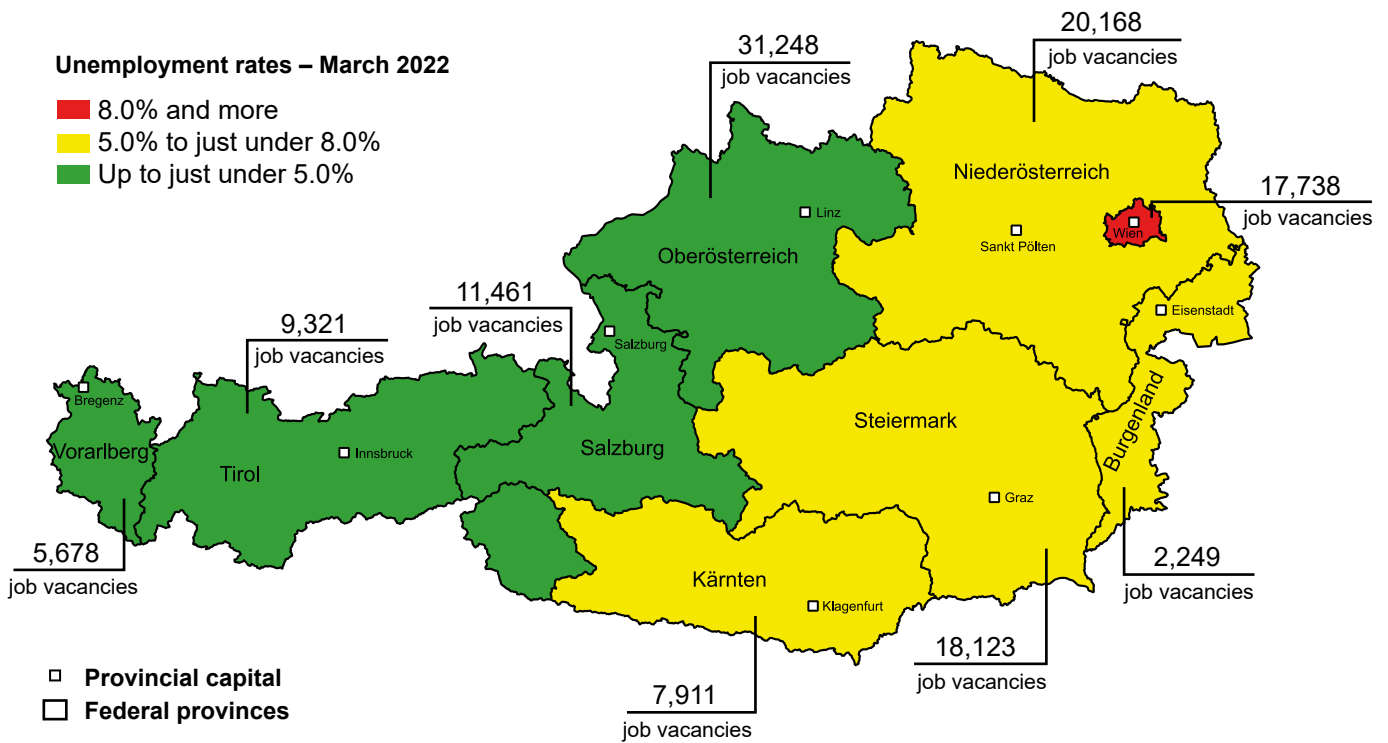 Unemployment rates – March 2022
8.0% and more
5.0% to just under 8.0%
Up to just under 5.0%
31,248
job vacancies
20,168
job vacancies
Niederösterreich
17,738
job vacancies
Linz
Wien
Sankt Pölten
Oberösterreich
11,461
job vacancies
Eisenstadt
9,321
job vacancies
Salzburg
Bregenz
Vorarlberg
Tirol
Innsbruck
Salzburg
Steiermark
Burgenland
Graz
5,678
job vacancies
2,249
job vacancies
Kärnten
Klagenfurt
18,123
job vacancies
7,911
job vacancies
Provincial capital
Federal provinces